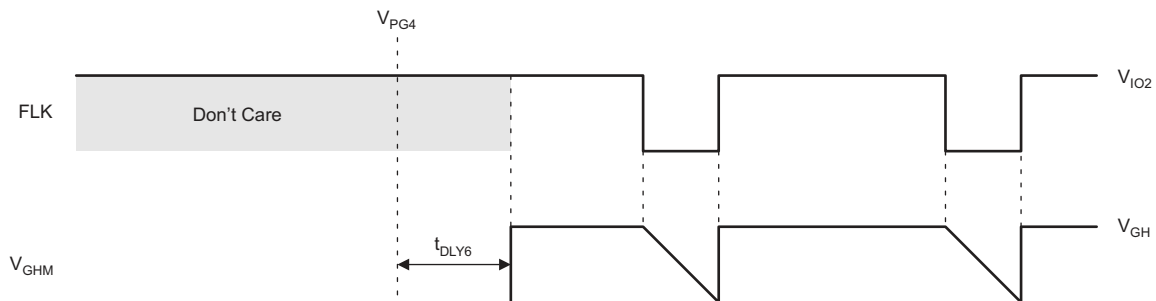 V_PG4
V_IO2
FLK
Don't Care
V_GH
t_DLY6
V_GHM